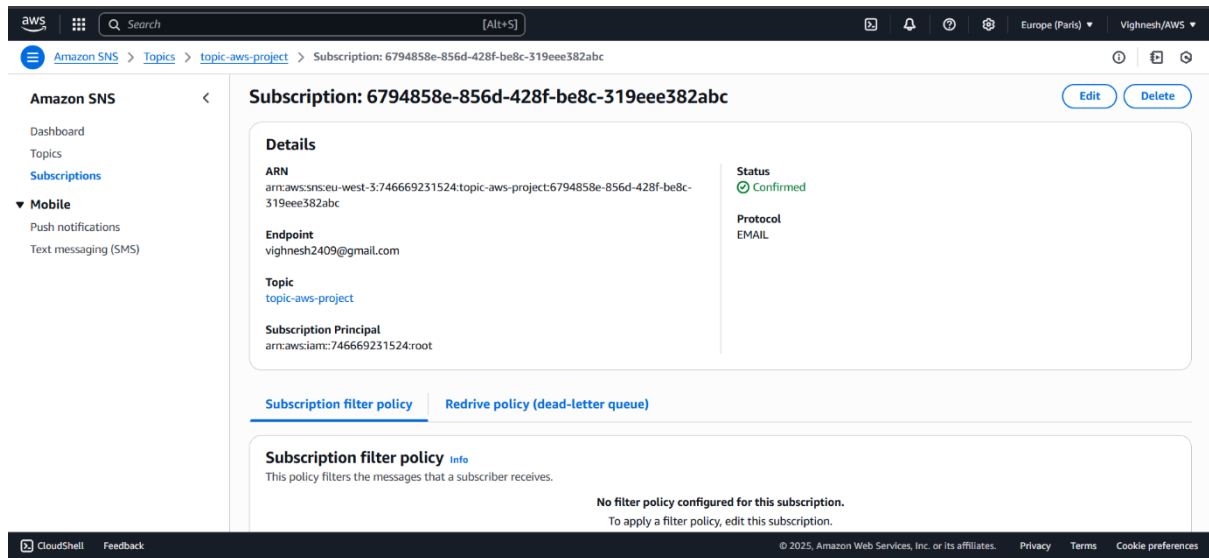 aws
Search
[Alt+S]
Europe (Paris) ▼
Vighnesh/AWS ▼
Amazon SNS > Topics > topic-aws-project > Subscription: 6794858e-856d-428f-be8c-319eee382abc
Amazon SNS
Dashboard
Topics
Subscriptions
Mobile
Push notifications
Text messaging (SMS)
Subscription: 6794858e-856d-428f-be8c-319eee382abc
Edit
Delete
Details
ARN
arn:aws:sns:eu-west-3:746669231524:topic-aws-project:6794858e-856d-428f-be8c-
319eee382abc
Endpoint
vighnesh2409@gmail.com
Topic
topic-aws-project
Subscription Principal
arn:aws:iam::746669231524:root
Status
Confirmed
Protocol
EMAIL
Subscription filter policy
Redrive policy (dead-letter queue)
Subscription filter policy Info
This policy filters the messages that a subscriber receives.
No filter policy configured for this subscription.
To apply a filter policy, edit this subscription.
CloudShell
Feedback
© 2025, Amazon Web Services, Inc. or its affiliates.
Privacy
Terms
Cookie preferences